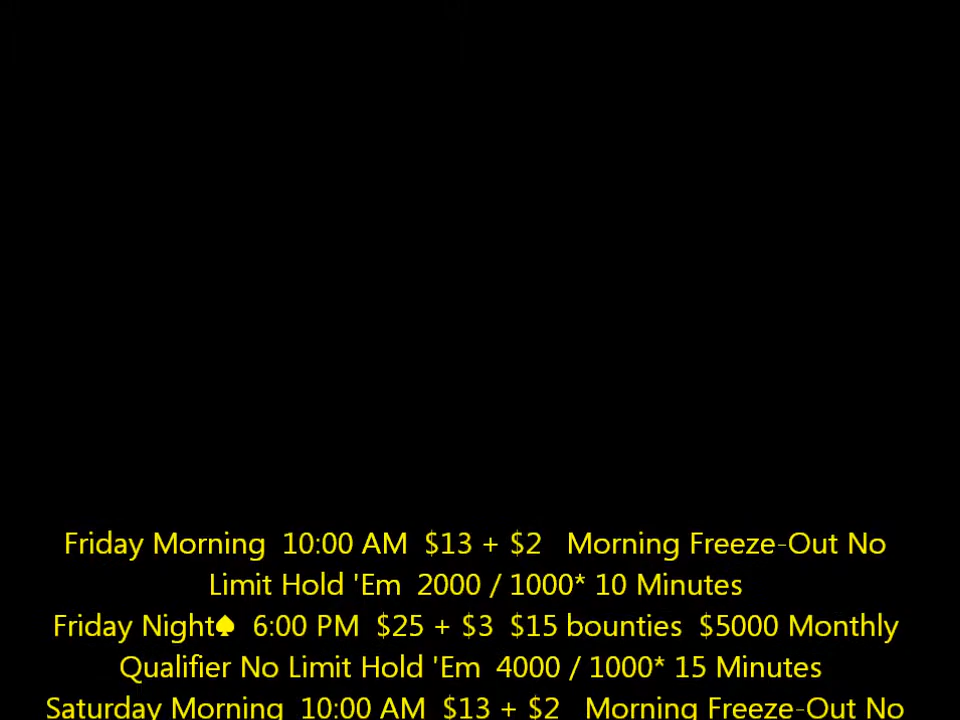 Friday Morning  10:00 AM  $13 + $2   Morning Freeze-Out No
Limit Hold 'Em  2000 / 1000* 10 Minutes
Friday Night♠  6:00 PM  $25 + $3  $15 bounties  $5000 Monthly
Qualifier No Limit Hold 'Em  4000 / 1000* 15 Minutes
Saturday Morning  10:00 AM  $13 + $2   Morning Freeze-Out No